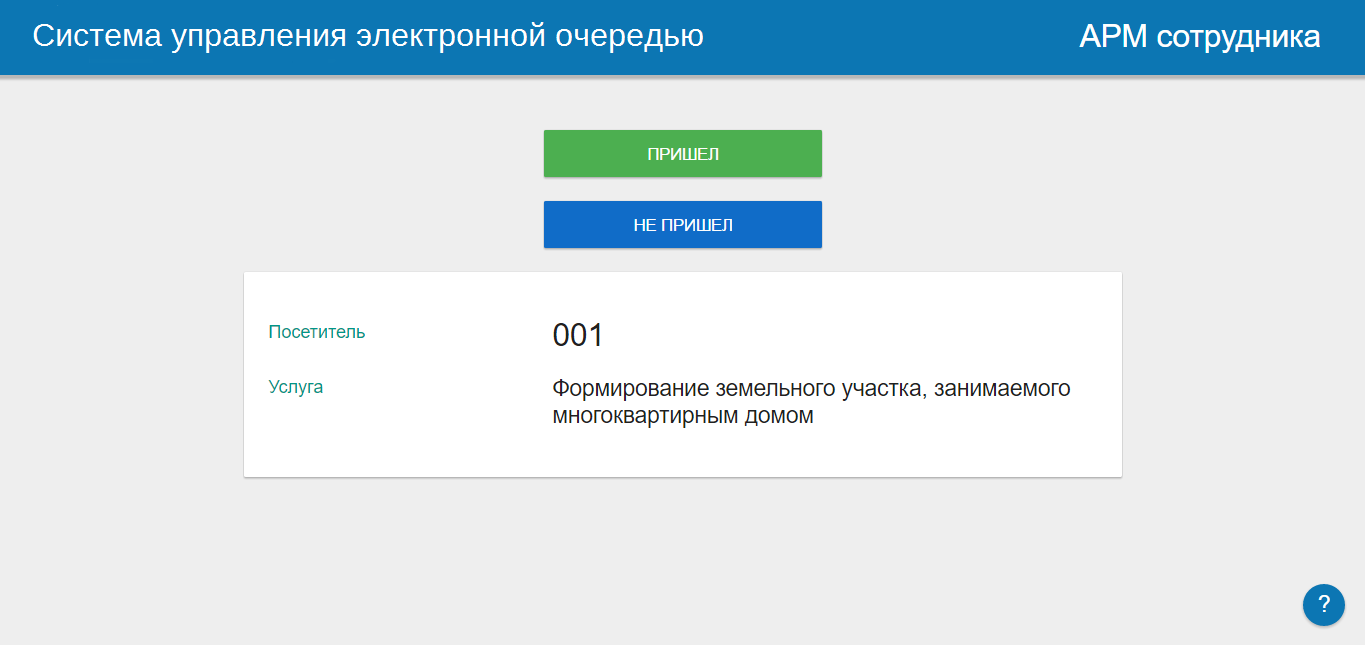 Система управления электронной очередью
АРМ сотрудника
ПРИШЕЛ
НЕ ПРИШЕЛ
Посетитель
001
Услуга
Формирование земельного участка, занимаемого
многоквартирным домом
?